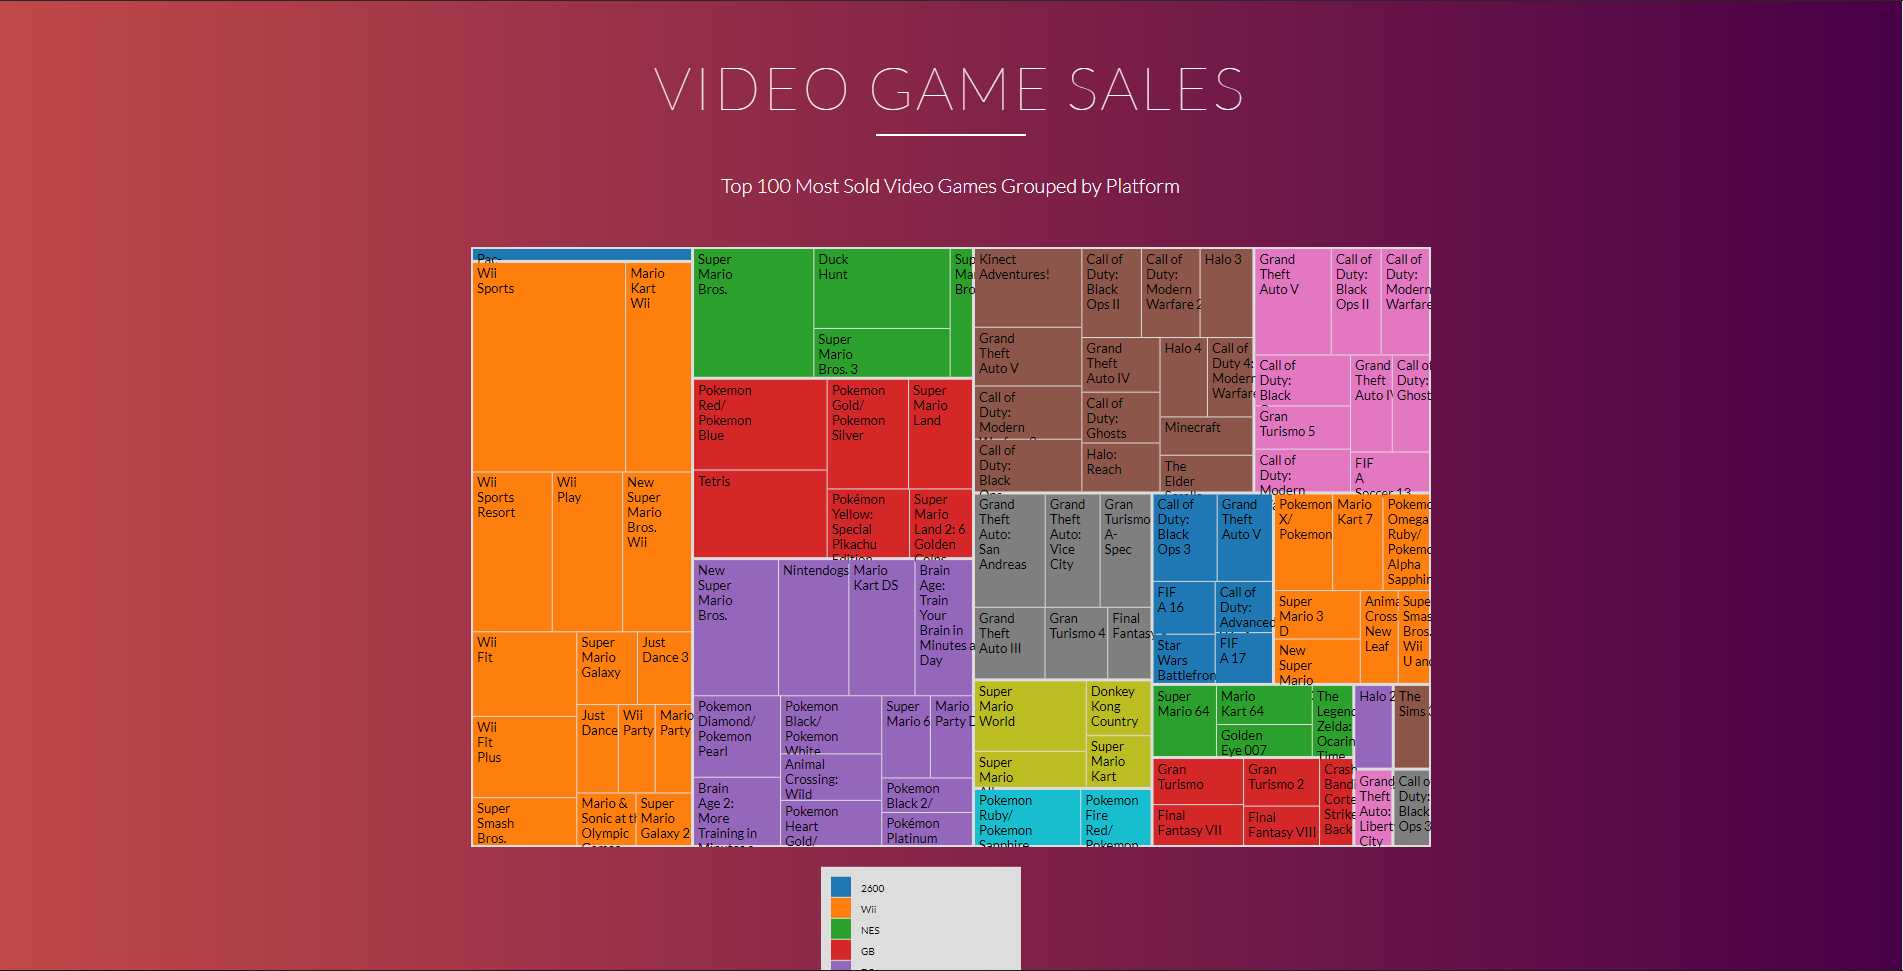 VIDEO GAME SALES
Top 100 Most Sold Video Games Grouped by Platform
Pac-
Wii
Sports
Mario
Kart
Wii
Wii
Sports
Resort
Wii
Play
New
Super
Mario
Bros.
Wii
Wii
Fit
Super
Mario
Galaxy
Just
Dance 3
Wii
Fit
Plus
Just
Dance
Wii
Party
Mario
Party
Super
Smash
Bros.
Mario &
Sonic at th
Olympic
Super
Mario
Galaxy 2
Super
Mario
Bros.
Duck
Hunt
Super
Mario
Bros. 3
Sup
Ma
Bro
Pokemon
Red/
Pokemon
Blue
Pokemon
Gold/
Pokemon
Silver
Super
Mario
Land
Tetris
Pokémon
Yellow:
Special
Pikachu
Edition
Super
Mario
Land 2: 6
Golden
Coins
New
Super
Mario
Bros.
Nintendogs
Mario
Kart DS
Brain
Age:
Train
Your
Brain in
Minutes a
Day
Pokemon
Diamond/
Pokemon
Pearl
Pokemon
Black/
Pokemon
White
Super
Mario 6
Mario
Party D
Animal
Crossing:
Wild
Brain
Age 2:
More
Training in
Minutes a
Pokemon
Heart
Gold/
Pokemon
Black 2/
Pokémon
Platinum
Kinect
Adventures!
Call of
Duty:
Black
Ops II
Call of
Duty:
Modern
Warfare 2
Halo 3
Grand
Theft
Auto V
Grand
Theft
Auto IV
Halo 4
Call of
Duty 4:
Modern
Warfare
Call of
Duty:
Modern
Warfare 3
Call of
Duty:
Ghosts
Minecraft
Call of
Duty:
Black
Ops
Halo:
Reach
The
Elder
Scrolls
Grand
Theft
Auto V
Call of
Duty:
Black
Ops II
Call of
Duty:
Modern
Warfare
Call of
Duty:
Black
Grand
Theft
Auto IV
Call of
Duty:
Ghost
Gran
Turismo 5
Call of
Duty:
Modern
FIF
A
Soccer 13
Grand
Theft
Auto:
San
Andreas
Grand
Theft
Auto:
Vice
City
Gran
Turismo
A-
Spec
Grand
Theft
Auto III
Gran
Turismo 4
Final
Fantasy
Call of
Duty:
Black
Ops 3
Grand
Theft
Auto V
FIF
A 16
Call of
Duty:
Advanced
Star
Wars
Battlefron
FIF
A 17
Pokemon
X/
Pokemon
Mario
Kart 7
Pokemo
Omega
Ruby/
Pokemo
Alpha
Sapphir
Super
Mario 3
D
Anima
Cross
New
Leaf
Supe
Smas
Bros.
Wii
U and
New
Super
Mario
Super
Mario
World
Donkey
Kong
Country
Super
Mario
Super
Mario
Kart
Super
Mario 64
Mario
Kart 64
The
Legen
Zelda:
Ocarin
Time
Golden
Eye 007
Halo 2
The
Sims 3
Pokemon
Ruby/
Pokemon
Sapphire
Pokemon
Fire
Red/
Pokemon
Gran
Turismo
Gran
Turismo 2
Crash
Bandi
Corte
Strike
Back
Final
Fantasy VII
Final
Fantasy VIII
Grand
Theft
Auto:
Libert
City
Call o
Duty:
Black
Ops 3
2600
Wii
NES
GB